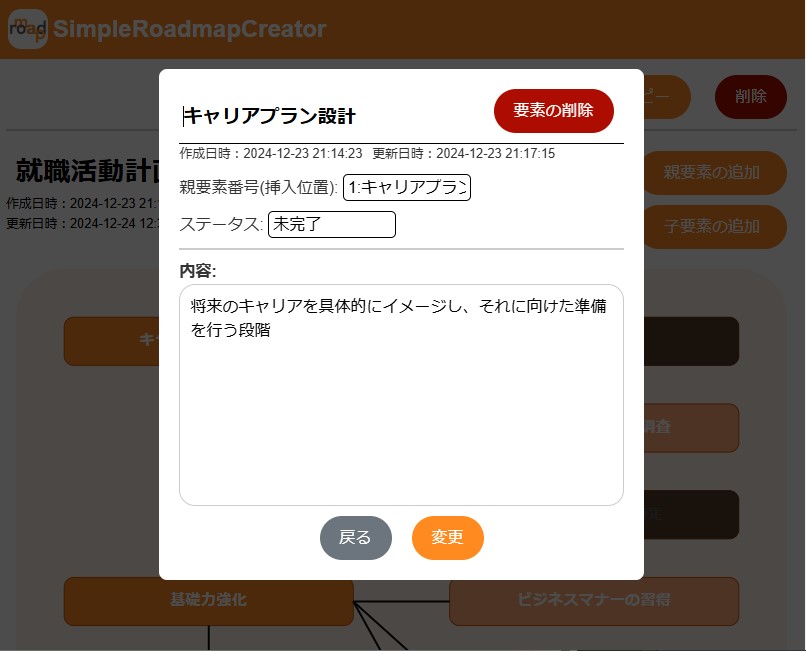 road
map
SimpleRoadmapCreator
ピー
削除
キャリアプラン設計
要素の削除
作成日時：2024-12-23 21:14:23 更新日時：2024-12-23 21:17:15
就職活動計画
親要素の追加
親要素番号(挿入位置): 1:キャリアプラン
作成日時：2024-12-23 21:
更新日時：2024-12-24 12:
ステータス: 未完了
子要素の追加
内容:
将来のキャリアを具体的にイメージし、それに向けた準備
を行う段階
キャ
調査
戻る
変更
基礎力強化
ビジネスマナーの習得